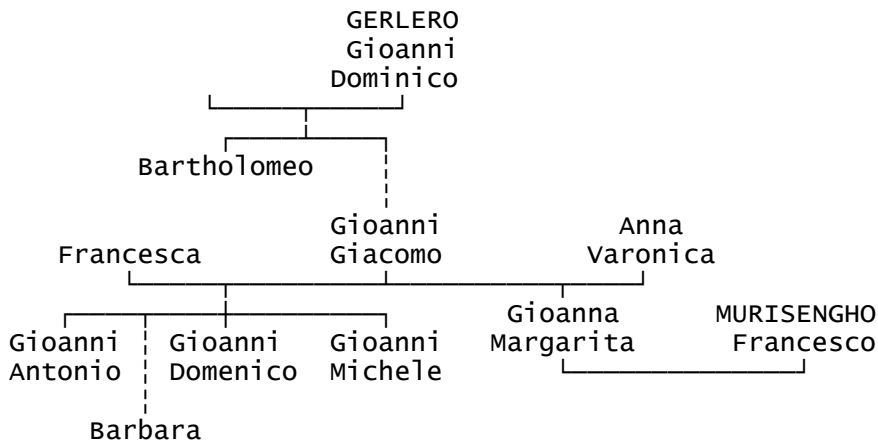 GERLERO
Gioanni
Dominico
Bartholomeo
Gioanni Anna
Francesca Giacomo Varonica
Gioanna MURISENGHO
Gioanni Gioanni Gioanni Margarita Francesco
Antonio Domenico Michele
Barbara